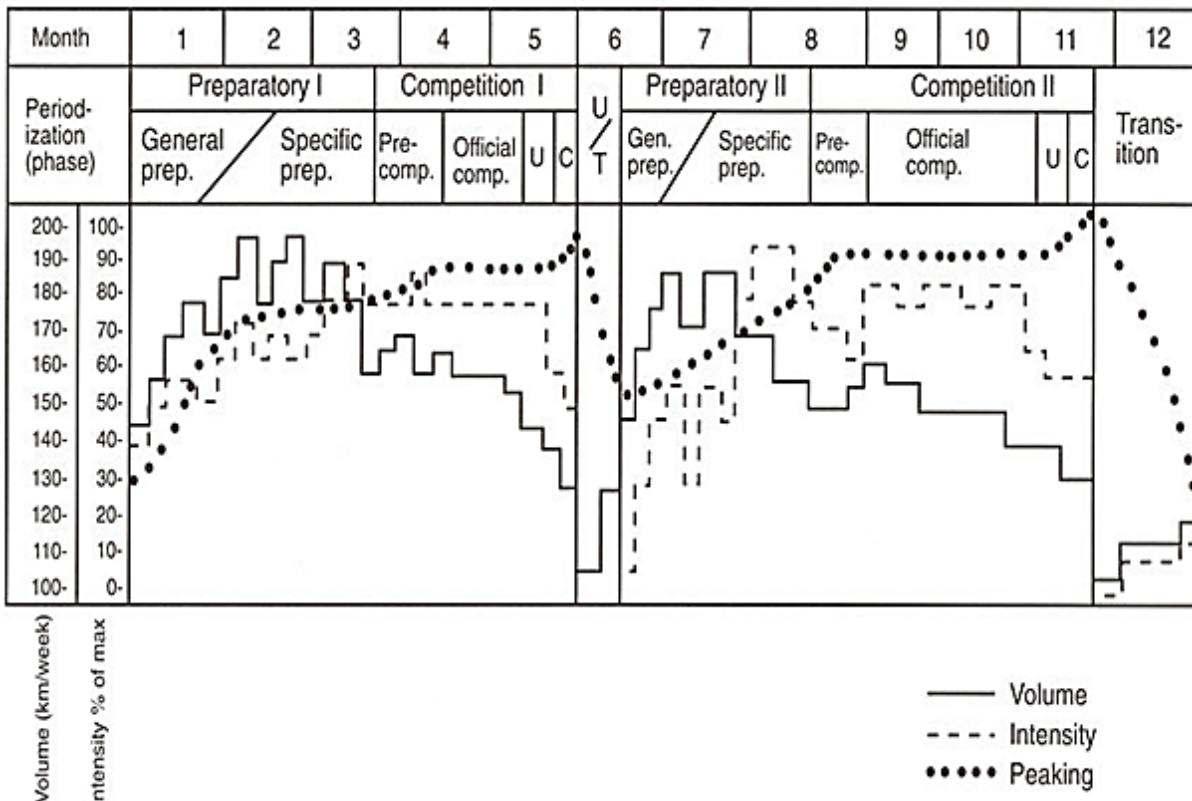 Month 1 2 3 4 5 6 7 8 9 10 11 12
Period-
ization
(phase)
Preparatory I
Competition I
U/T
Preparatory II
Competition II
Trans-
ition
General
prep.
Specific
prep.
Pre-
comp.
Official
comp.
U
C
Gen.
prep.
Specific
prep.
Pre-
comp.
Official
comp.
U
C
200- 100-
190- 90-
180- 80-
170- 70-
160- 60-
150- 50-
140- 40-
130- 30-
120- 20-
110- 10-
100- 0-
Volume (km/week)
ntensity % of max
Volume
Intensity
Peaking